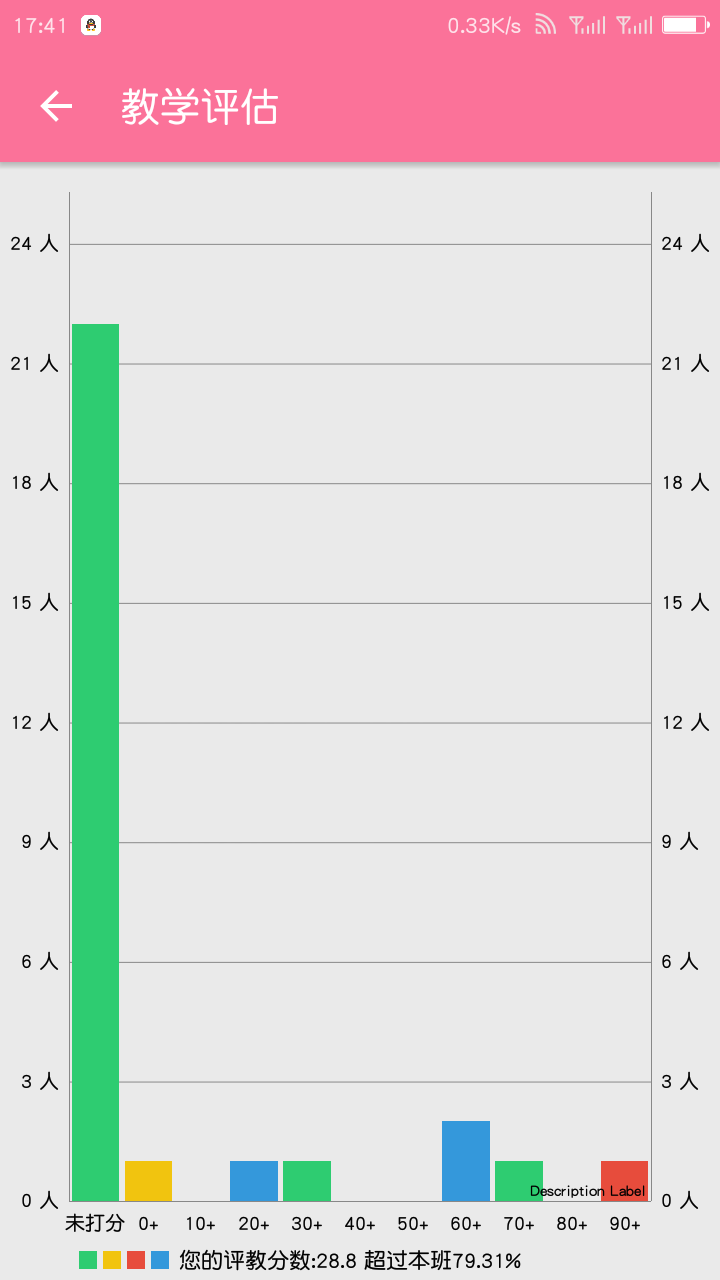 17:41 0.33K/s
教学评估
24 人 24 人
21 人 21 人
18 人 18 人
15 人 15 人
12 人 12 人
9 人 9 人
6 人 6 人
3 人 3 人
Description Label
0 人 0 人
未打分 0+ 10+ 20+ 30+ 40+ 50+ 60+ 70+ 80+ 90+
您的评教分数:28.8 超过本班79.31%